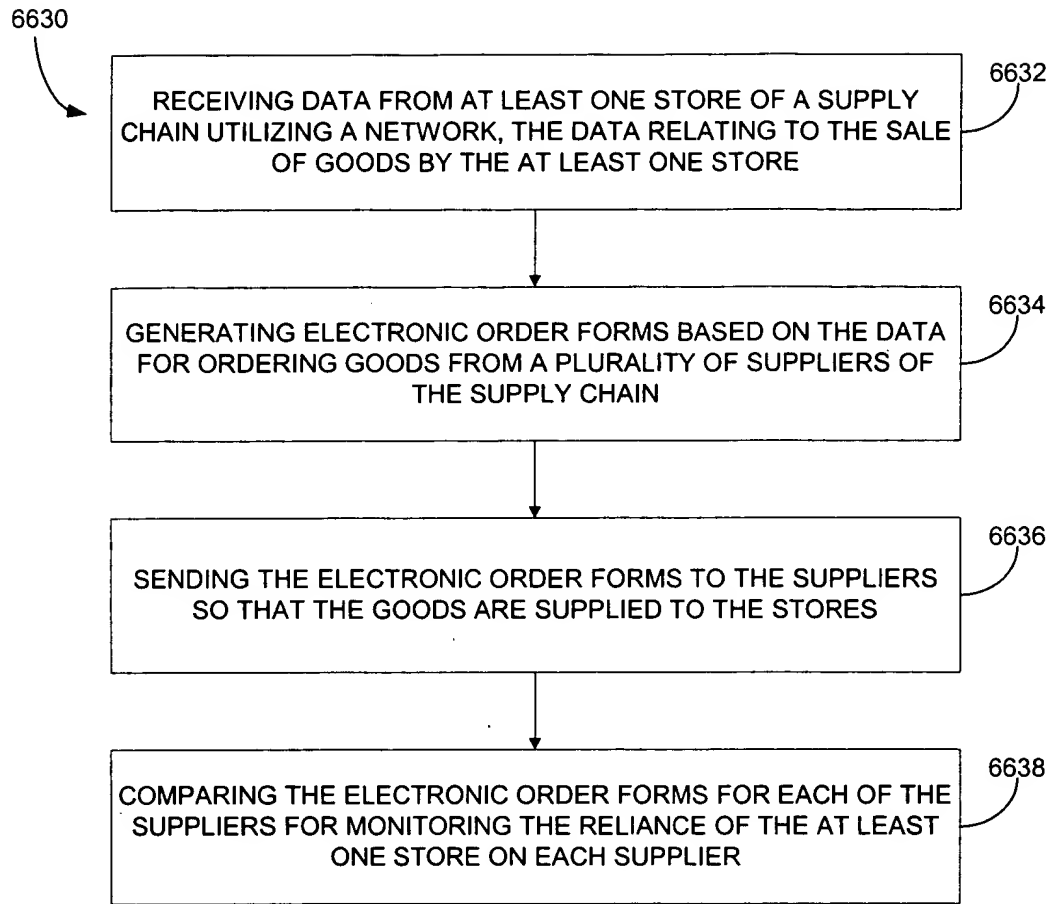 6630
6632
RECEIVING DATA FROM AT LEAST ONE STORE OF A SUPPLY
CHAIN UTILIZING A NETWORK, THE DATA RELATING TO THE SALE
OF GOODS BY THE AT LEAST ONE STORE
6634
GENERATING ELECTRONIC ORDER FORMS BASED ON THE DATA
FOR ORDERING GOODS FROM A PLURALITY OF SUPPLIERS OF
THE SUPPLY CHAIN
6636
SENDING THE ELECTRONIC ORDER FORMS TO THE SUPPLIERS
SO THAT THE GOODS ARE SUPPLIED TO THE STORES
6638
COMPARING THE ELECTRONIC ORDER FORMS FOR EACH OF THE
SUPPLIERS FOR MONITORING THE RELIANCE OF THE AT LEAST
ONE STORE ON EACH SUPPLIER